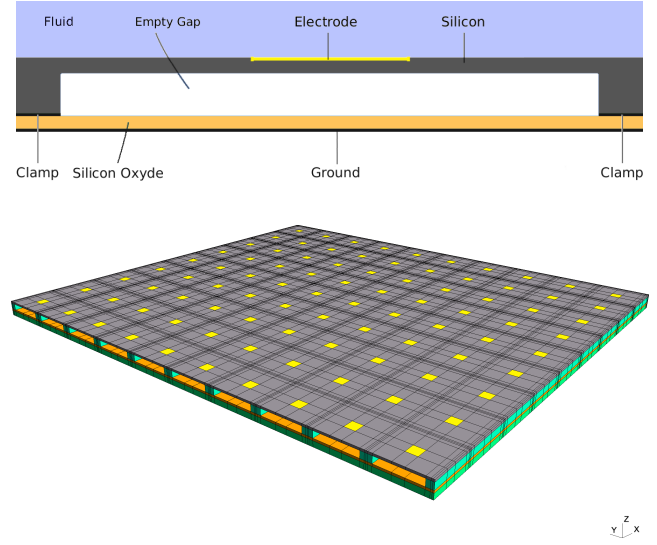 Fluid
Empty Gap
Electrode
Silicon
Clamp
Silicon Oxyde
Ground
Clamp
Z
Y
X